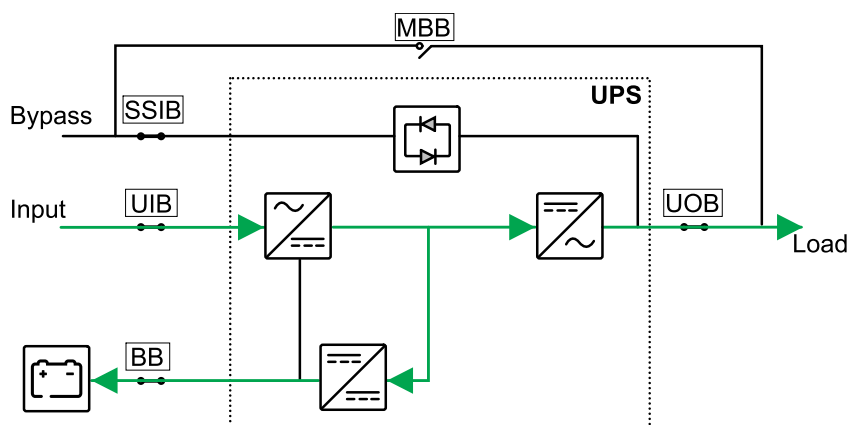 MBB
UPS
Bypass
SSIB
Input
UIB
UOB
Load
BB